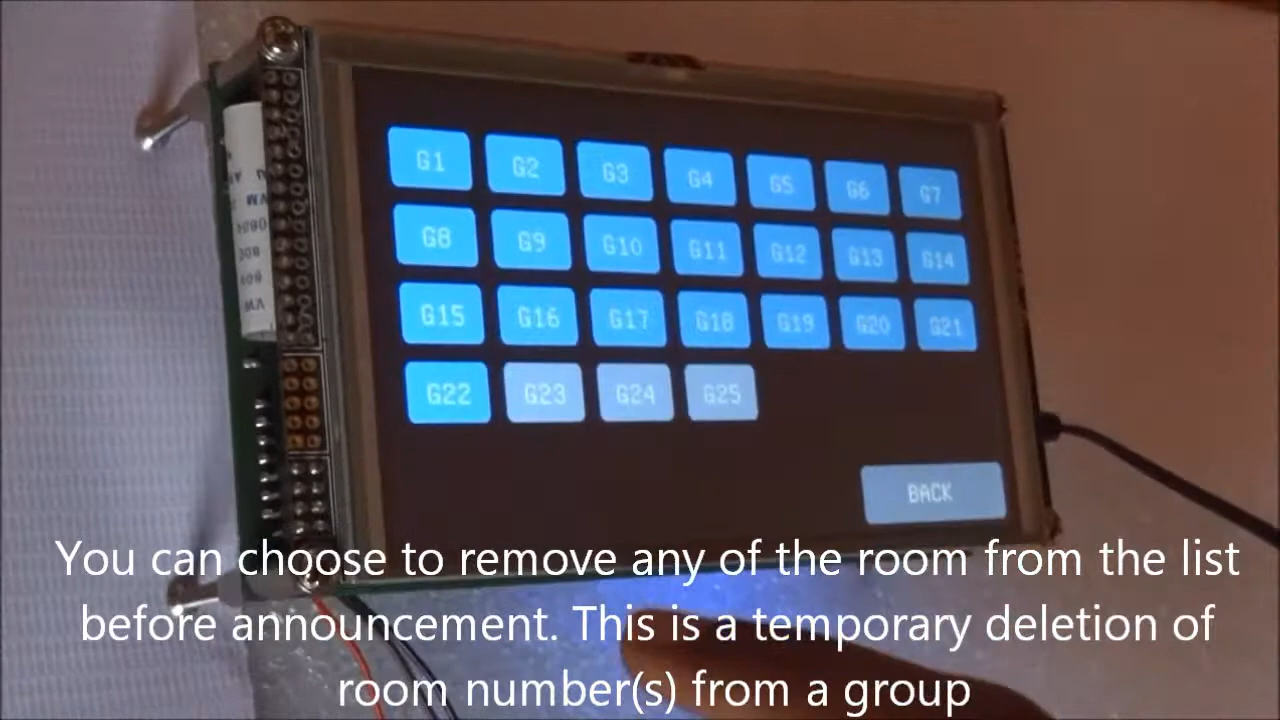 G1 G2 G3 G4 G5 G6 G7
G8 G9 G10 G11 G12 G13 G14
G15 G16 G17 G18 G19 G20 G21
G22 G23 G24 G25
BACK
You can choose to remove any of the room from the list
before announcement. This is a temporary deletion of
room number(s) from a group